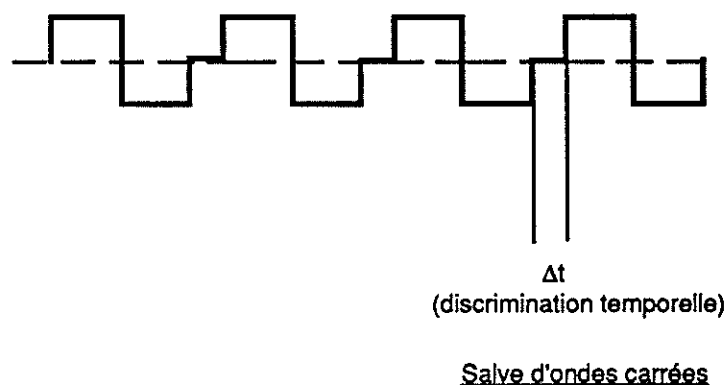 Δt
(discrimination temporelle)
Salve d'ondes carrées